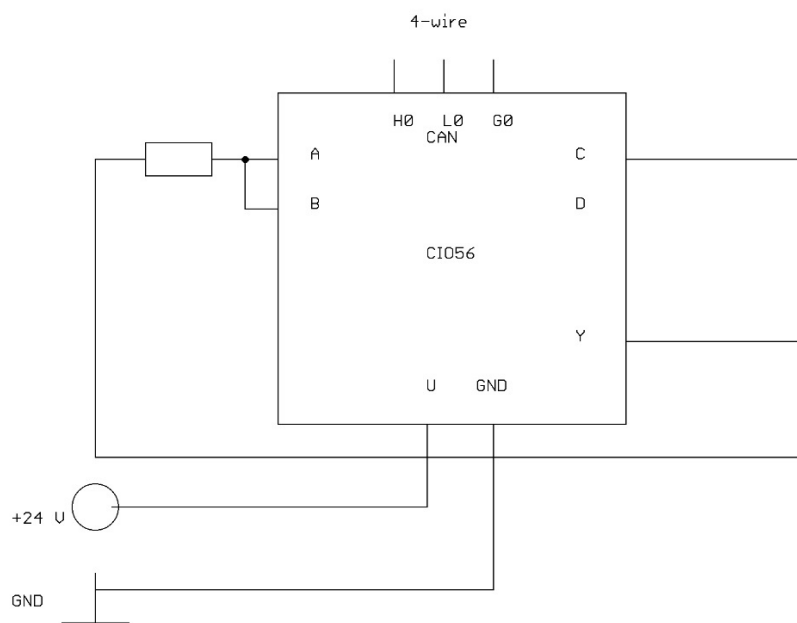 4-wire
H0 L0 G0
CAN
A C
B D
CIO56
Y
U GND
+24 V
GND